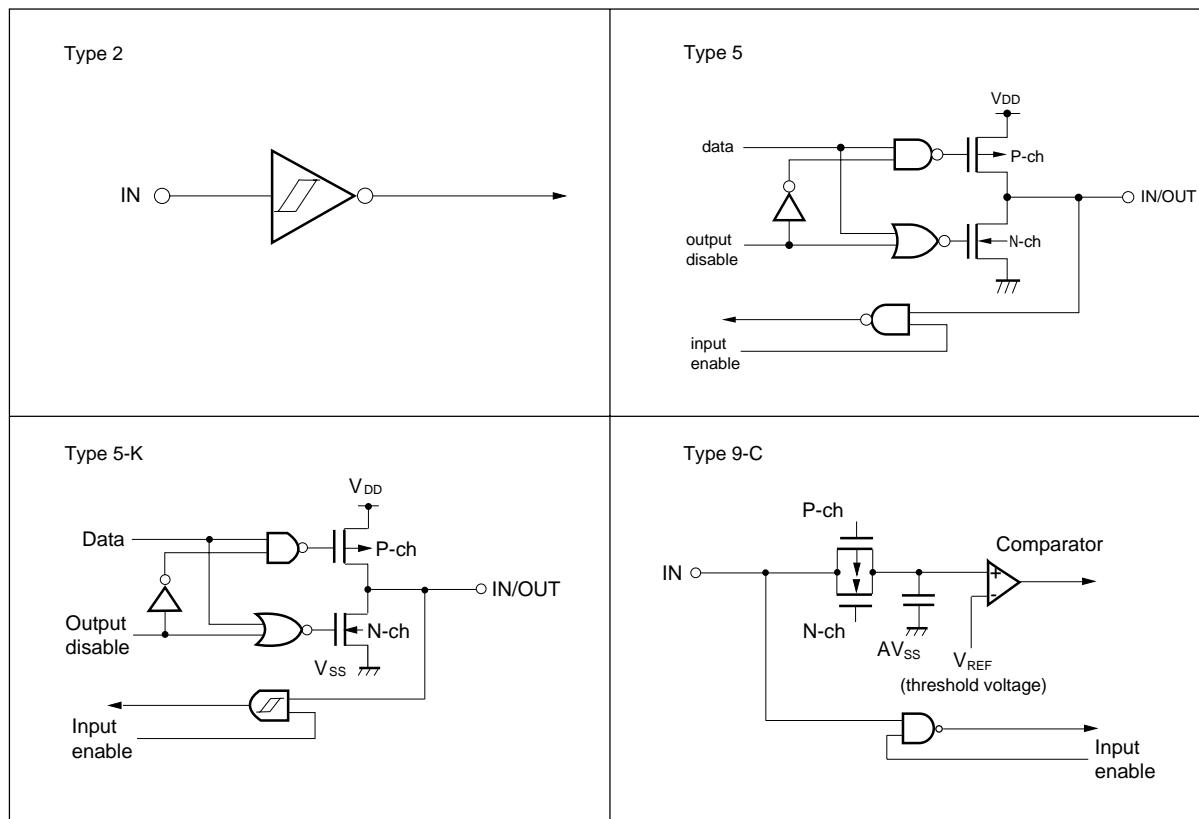 Type 2
IN
Type 5
VDD
data
P-ch
IN/OUT
output
disable
N-ch
input
enable
Type 5-K
VDD
Data
P-ch
IN/OUT
Output
disable
N-ch
VSS
Input
enable
Type 9-C
P-ch
Comparator
IN
+
-
N-ch
AVSS
VREF
(threshold voltage)
Input
enable